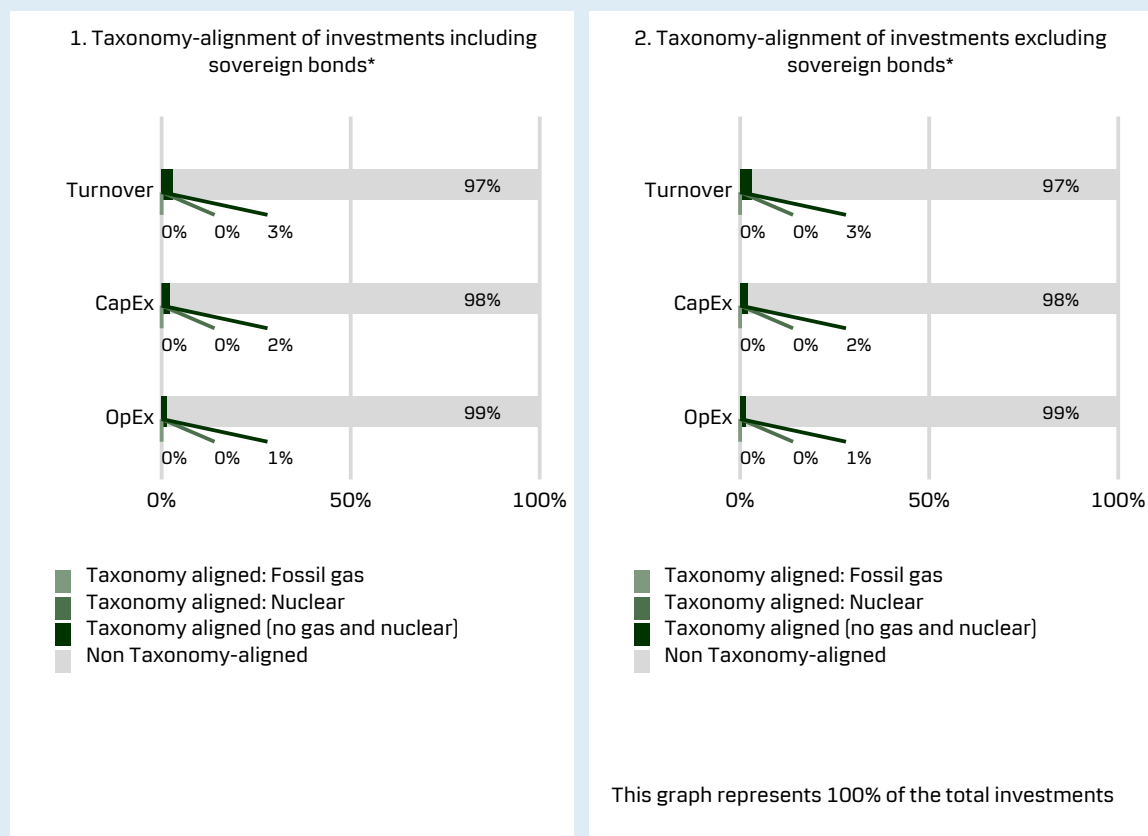 1. Taxonomy-alignment of investments including
sovereign bonds*
Turnover
97%
0% 0% 3%
CapEx
98%
0% 0% 2%
OpEx
99%
0% 0% 1%
0% 50% 100%
Taxonomy aligned: Fossil gas
Taxonomy aligned: Nuclear
Taxonomy aligned (no gas and nuclear)
Non Taxonomy-aligned
2. Taxonomy-alignment of investments excluding
sovereign bonds*
Turnover
97%
0% 0% 3%
CapEx
98%
0% 0% 2%
OpEx
99%
0% 0% 1%
0% 50% 100%
Taxonomy aligned: Fossil gas
Taxonomy aligned: Nuclear
Taxonomy aligned (no gas and nuclear)
Non Taxonomy-aligned
This graph represents 100% of the total investments